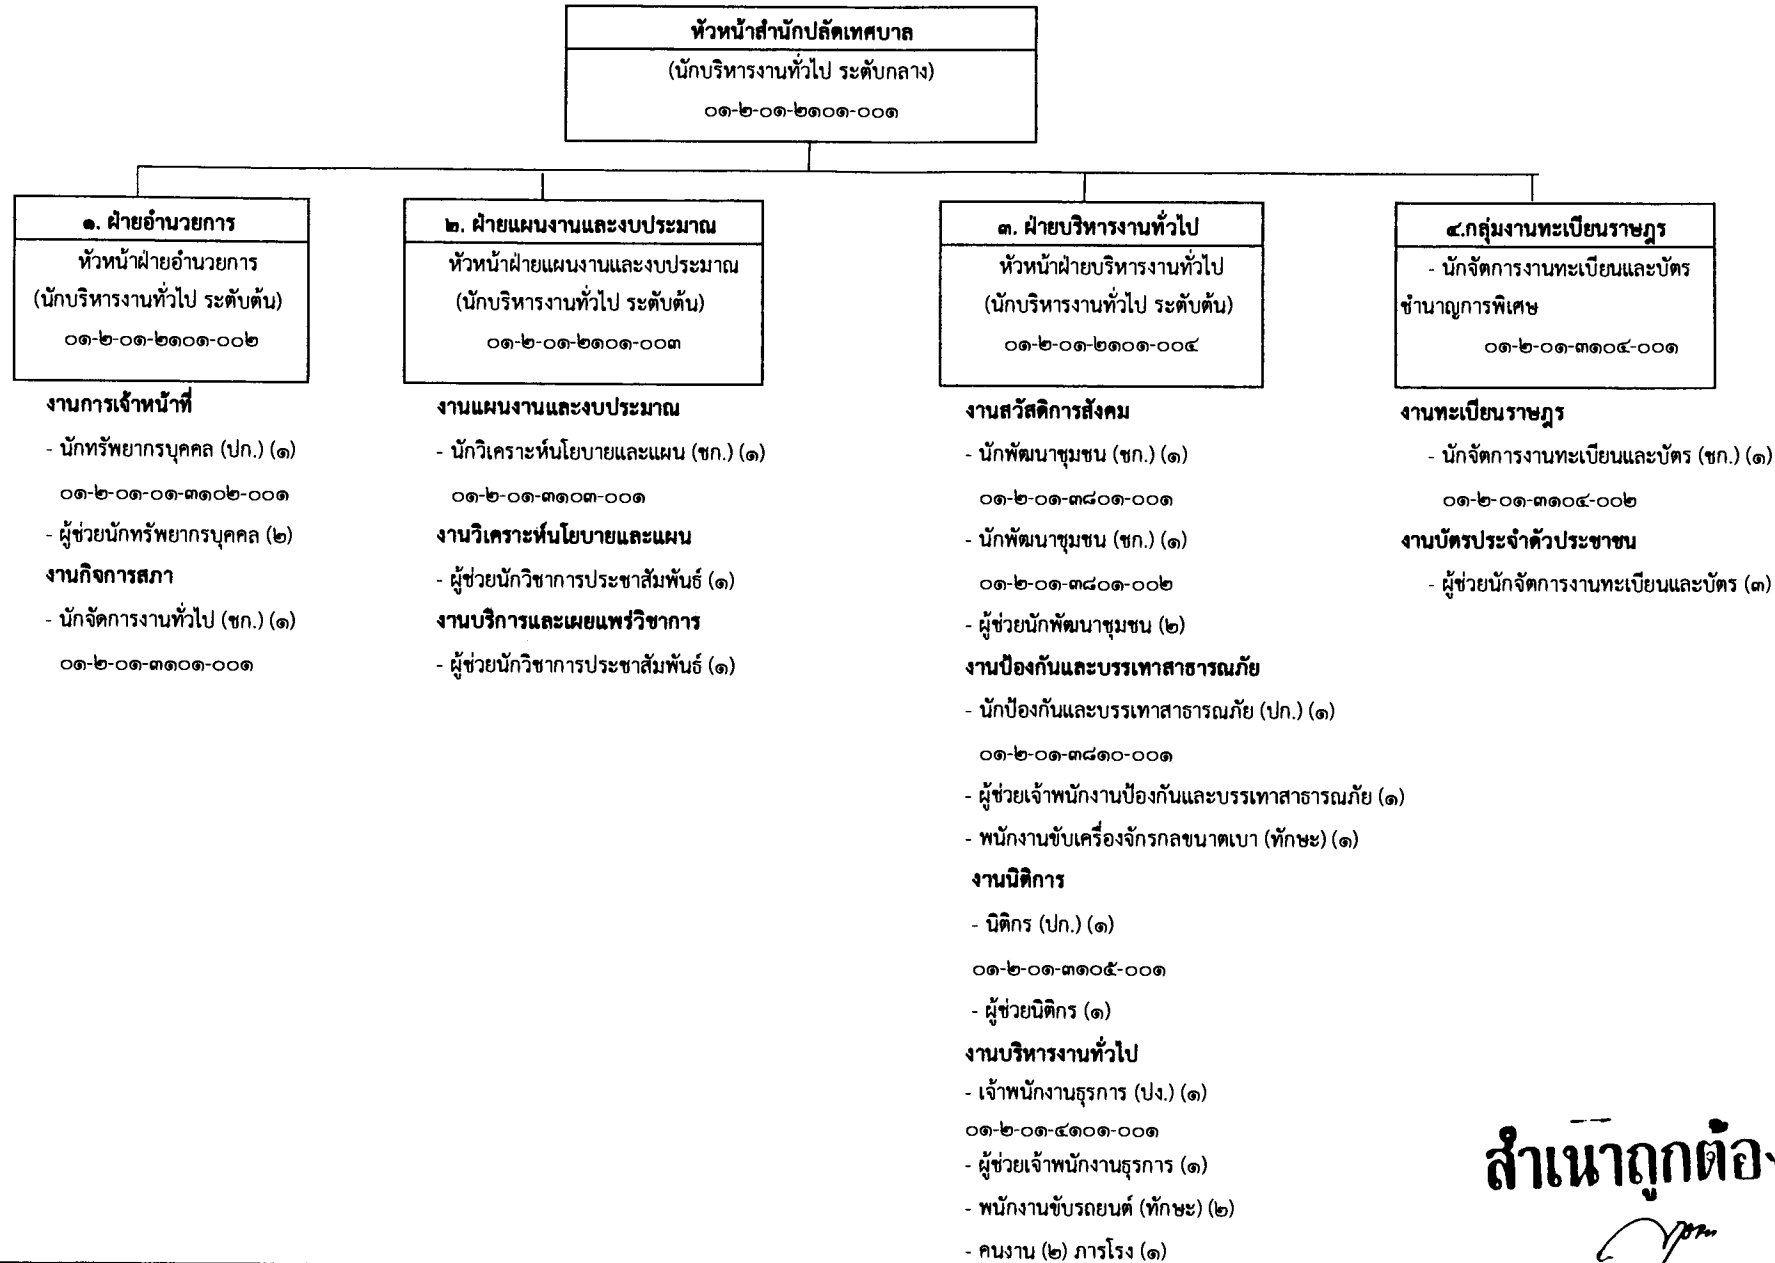 หัวหน้าสำนักปลัดเทศบาล
(นักบริหารงานทั่วไป ระดับกลาง)
๐๑-๒-๐๑-๒๑๐๑-๐๐๑
๑. ฝ่ายอำนวยการ
หัวหน้าฝ่ายอำนวยการ
(นักบริหารงานทั่วไป ระดับต้น)
๐๑-๒-๐๑-๒๑๐๑-๐๐๒
งานการเจ้าหน้าที่
- นักทรัพยากรบุคคล (ปก.) (๑)
๐๑-๒-๐๑-๐๑-๓๑๐๒-๐๐๑
- ผู้ช่วยนักทรัพยากรบุคคล (๒)
งานกิจการสภา
- นักจัดการงานทั่วไป (ชก.) (๑)
๐๑-๒-๐๑-๓๑๐๑-๐๐๑
๒. ฝ่ายแผนงานและงบประมาณ
หัวหน้าฝ่ายแผนงานและงบประมาณ
(นักบริหารงานทั่วไป ระดับต้น)
๐๑-๒-๐๑-๒๑๐๑-๐๐๓
งานแผนงานและงบประมาณ
- นักวิเคราะห์นโยบายและแผน (ชก.) (๑)
๐๑-๒-๐๑-๓๑๐๓-๐๐๑
งานวิเคราะห์นโยบายและแผน
- ผู้ช่วยนักวิชาการประชาสัมพันธ์ (๑)
งานบริการและเผยแพร่วิชาการ
- ผู้ช่วยนักวิชาการประชาสัมพันธ์ (๑)
๓. ฝ่ายบริหารงานทั่วไป
หัวหน้าฝ่ายบริหารงานทั่วไป
(นักบริหารงานทั่วไป ระดับต้น)
๐๑-๒-๐๑-๒๑๐๑-๐๐๔
งานสวัสดิการสังคม
- นักพัฒนาชุมชน (ชก.) (๑)
๐๑-๒-๐๑-๓๘๐๑-๐๐๑
- นักพัฒนาชุมชน (ชก.) (๑)
๐๑-๒-๐๑-๓๘๐๑-๐๐๒
- ผู้ช่วยนักพัฒนาชุมชน (๒)
งานป้องกันและบรรเทาสาธารณภัย
- นักป้องกันและบรรเทาสาธารณภัย (ปก.) (๑)
๐๑-๒-๐๑-๓๘๑๐-๐๐๑
- ผู้ช่วยเจ้าพนักงานป้องกันและบรรเทาสาธารณภัย (๑)
- พนักงานขับเครื่องจักรกลขนาดเบา (ทักษะ) (๑)
งานนิติการ
- นิติกร (ปก.) (๑)
๐๑-๒-๐๑-๓๑๐๕-๐๐๑
- ผู้ช่วยนิติกร (๑)
งานบริหารงานทั่วไป
- เจ้าพนักงานธุรการ (ปง.) (๑)
๐๑-๒-๐๑-๔๑๐๑-๐๐๑
- ผู้ช่วยเจ้าพนักงานธุรการ (๑)
- พนักงานขับรถยนต์ (ทักษะ) (๒)
- คนงาน (๒) ภารโรง (๑)
๔.กลุ่มงานทะเบียนราษฎร
- นักจัดการงานทะเบียนและบัตร
ชำนาญการพิเศษ
๐๑-๒-๐๑-๓๑๐๔-๐๐๑
งานทะเบียนราษฎร
- นักจัดการงานทะเบียนและบัตร (ชก.) (๑)
๐๑-๒-๐๑-๓๑๐๔-๐๐๒
งานบัตรประจำตัวประชาชน
- ผู้ช่วยนักจัดการงานทะเบียนและบัตร (๓)
สำเนาถูกต้อง